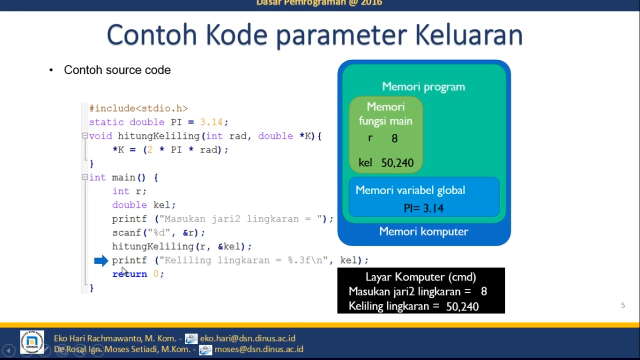 Dasar Pemrograman @ 2016
Contoh Kode parameter Keluaran
• Contoh source code
#include<stdio.h>
static double PI = 3.14;
void hitungKeliling(int rad, double *K){
*K = (2 * PI * rad);
}
int main() {
int r;
double kel;
printf ("Masukan jari2 lingkaran = ");
scanf("%d", &r);
hitungKeliling(r, &kel);
printf ("Keliling lingkaran = %.3f\n", kel);
return 0;
}
Memori program
Memori
fungsi main
r 8
kel 50,240
Memori variabel global
PI= 3.14
Memori komputer
Layar Komputer (cmd)
Masukan jari2 lingkaran = 8
Keliling lingkaran = 50,240
5
Eko Hari Rachmawanto, M. Kom. - eko.hari@dsn.dinus.ac.id
De Rosal Ign. Moses Setiadi, M.Kom. - moses@dsn.dinus.ac.id